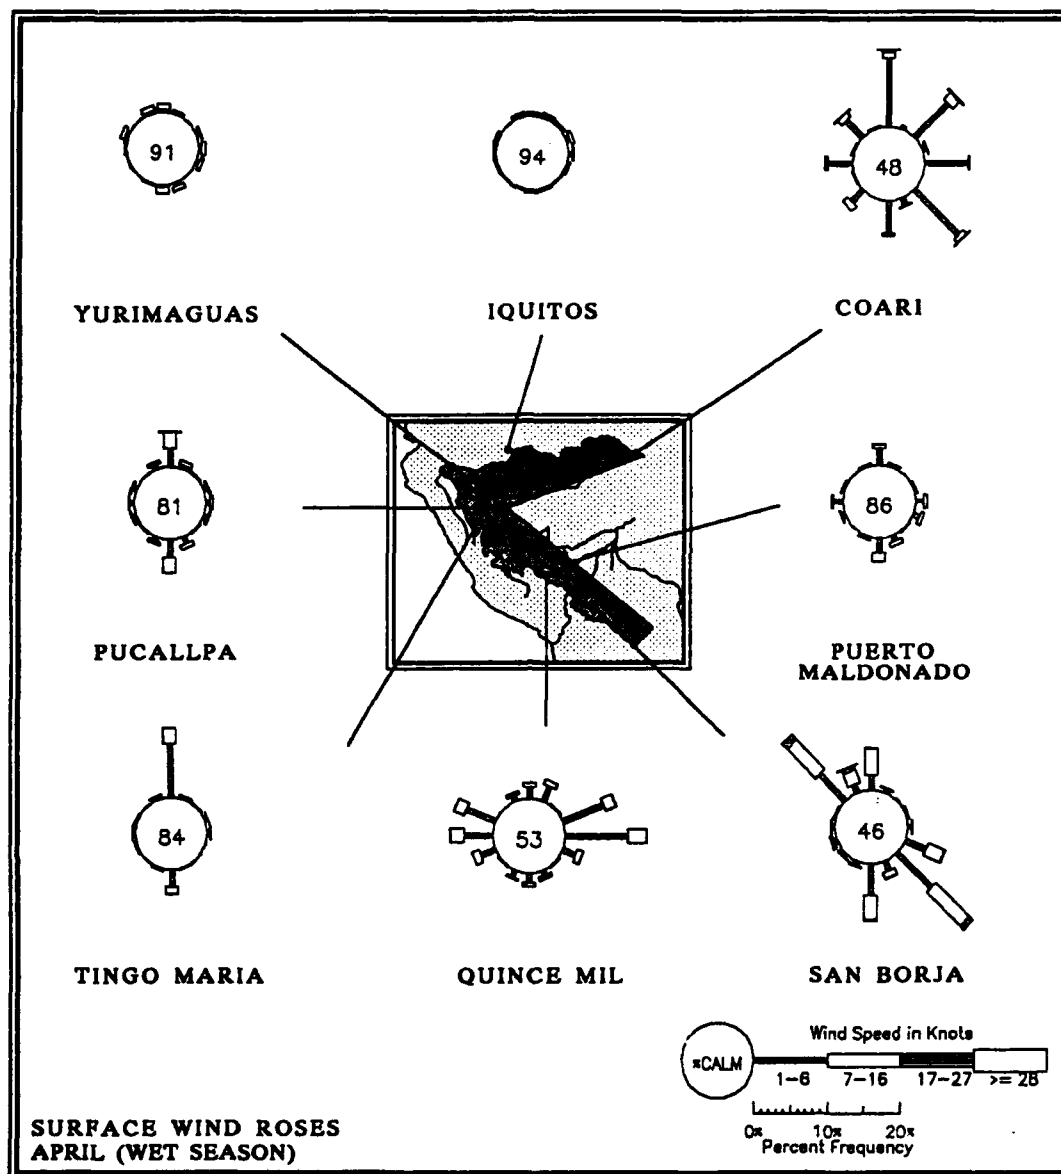 91
94
48
YURIMAGUAS
IQUITOS
COARI
81
86
PUCALLPA
PUERTO
MALDONADO
84
53
46
TINGO MARIA
QUINCE MIL
SAN BORJA
Wind Speed in Knots
%CALM
1-6 7-16 17-27 >= 28
0% 10% 20%
Percent Frequency
SURFACE WIND ROSES
APRIL (WET SEASON)